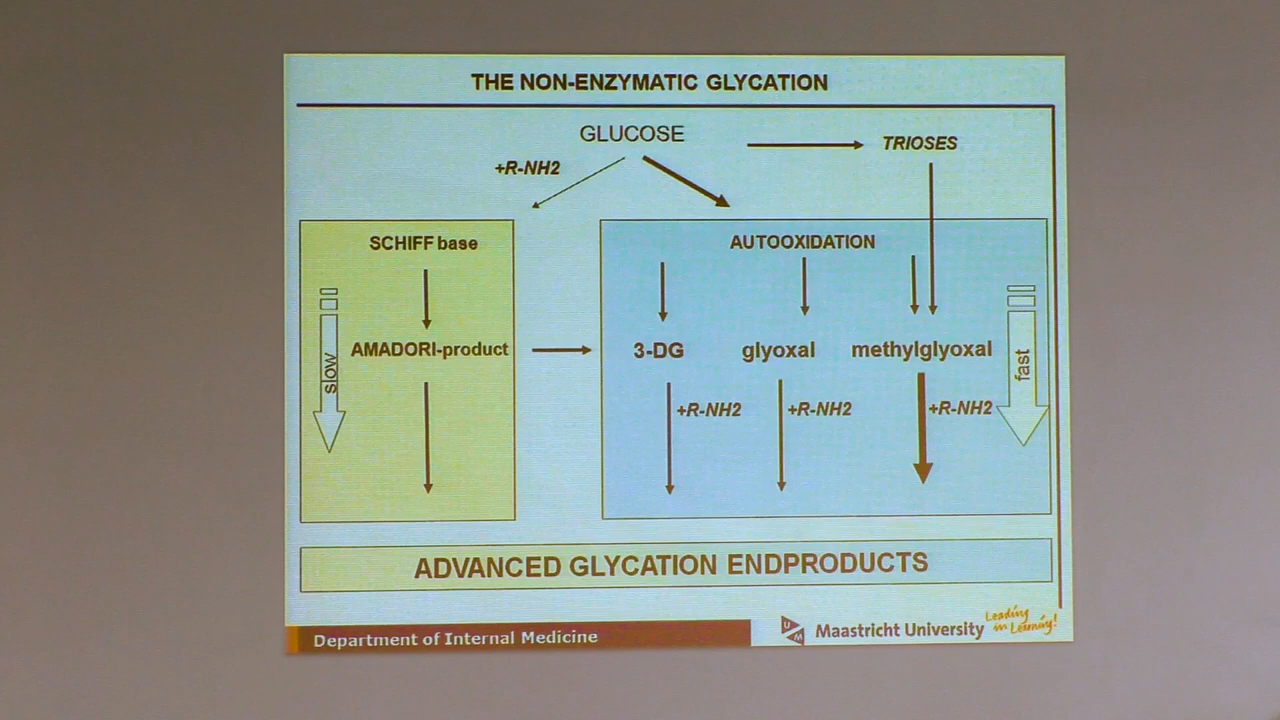 THE NON-ENZYMATIC GLYCATION
GLUCOSE
TRIOSES
+R-NH2
SCHIFF base
AUTOOXIDATION
slow
AMADORI-product
3-DG
glyoxal
methylglyoxal
fast
+R-NH2
+R-NH2
+R-NH2
ADVANCED GLYCATION ENDPRODUCTS
Department of Internal Medicine
UM
Maastricht University
Leading
in Learning!